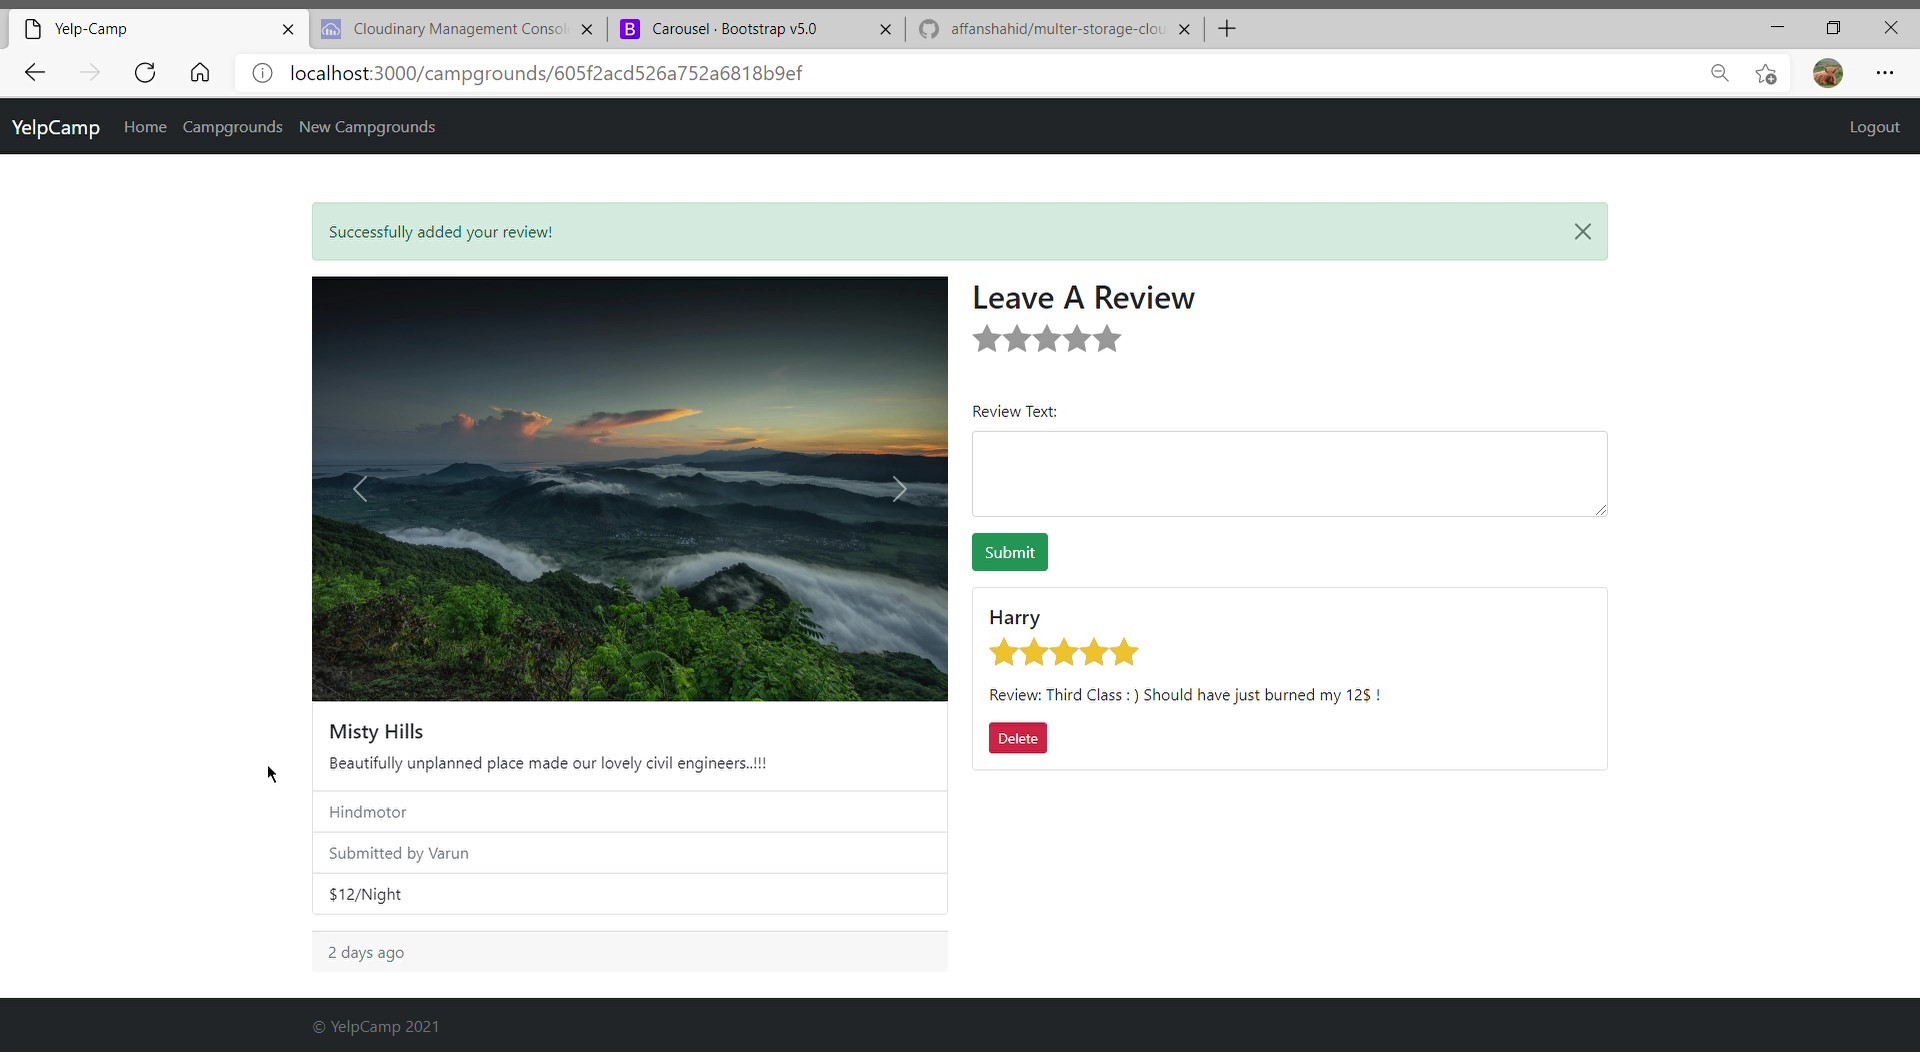 Yelp-Camp
Cloudinary Management Consol
B Carousel · Bootstrap v5.0
affanshahid/multer-storage-clou
localhost:3000/campgrounds/605f2acd526a752a6818b9ef
YelpCamp Home Campgrounds New Campgrounds Logout
Successfully added your review!
Misty Hills
Beautifully unplanned place made our lovely civil engineers..!!!
Hindmotor
Submitted by Varun
$12/Night
2 days ago
Leave A Review
Review Text:
Submit
Harry
Review: Third Class : ) Should have just burned my 12$ !
Delete
© YelpCamp 2021